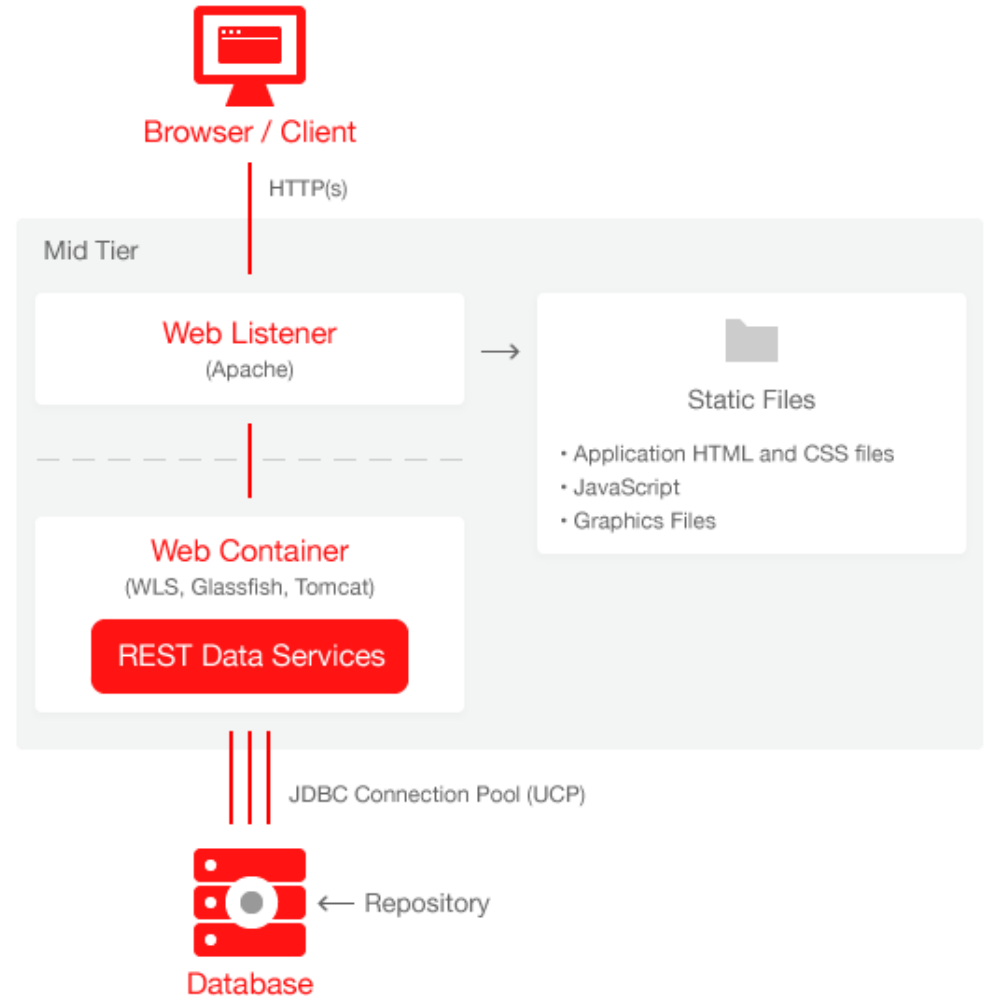 Browser / Client
HTTP(s)
Mid Tier
Web Listener
(Apache)
Static Files
• Application HTML and CSS files
• JavaScript
• Graphics Files
Web Container
(WLS, Glassfish, Tomcat)
REST Data Services
JDBC Connection Pool (UCP)
Repository
Database